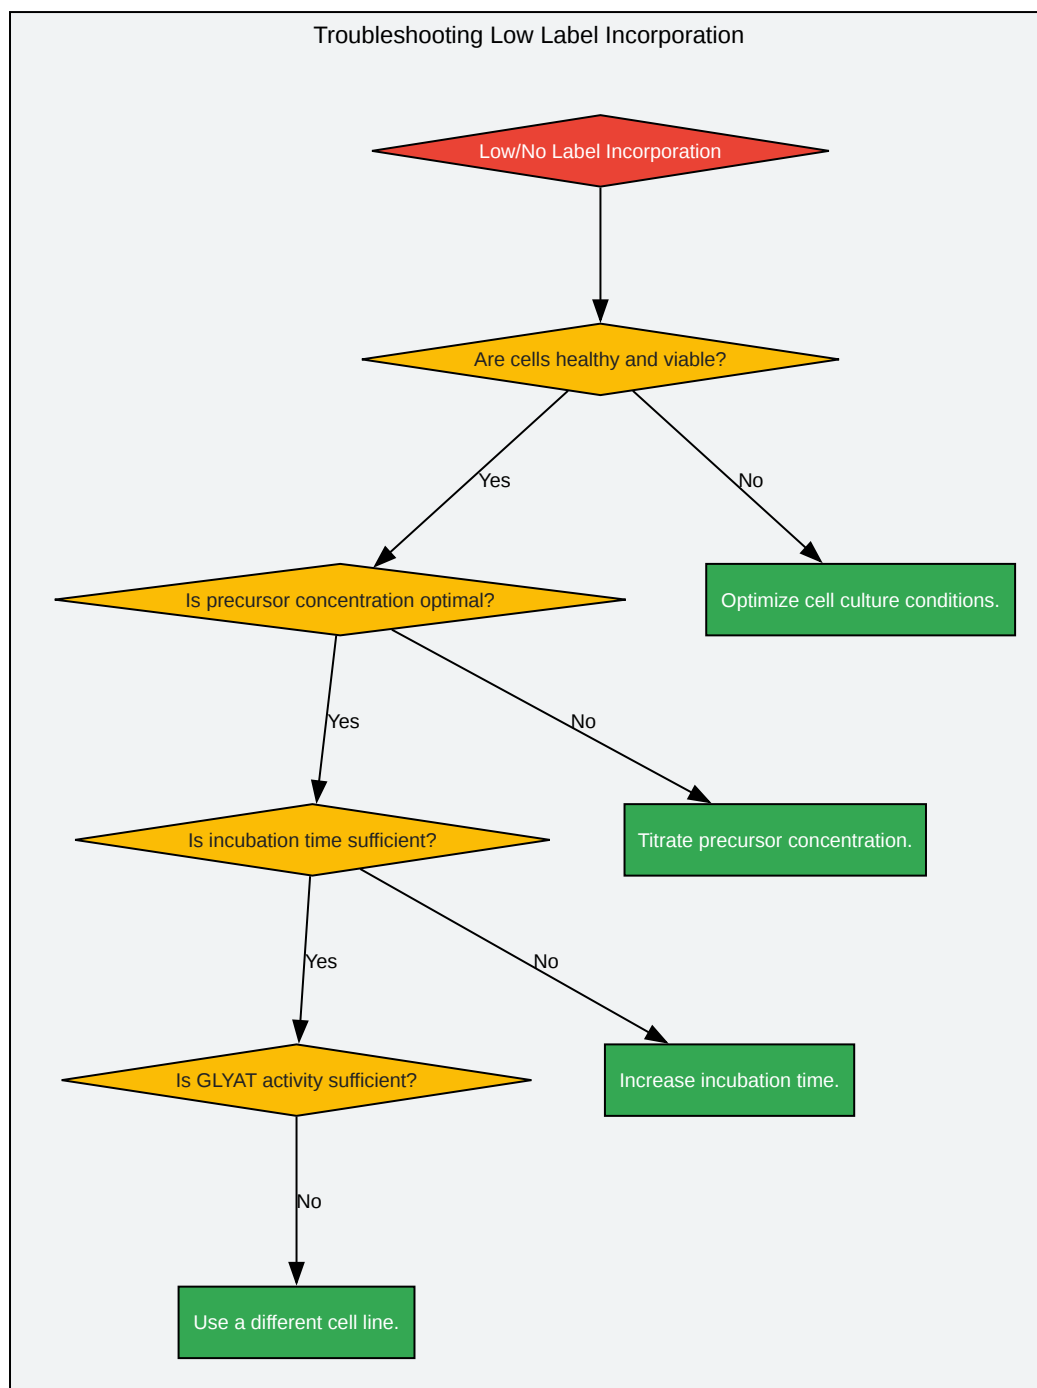 Troubleshooting Low Label Incorporation
Low/No Label Incorporation
Are cells healthy and viable?
Yes
No
Is precursor concentration optimal?
Optimize cell culture conditions.
Yes
No
Is incubation time sufficient?
Titrate precursor concentration.
Yes
No
Is GLYAT activity sufficient?
Increase incubation time.
No
Use a different cell line.